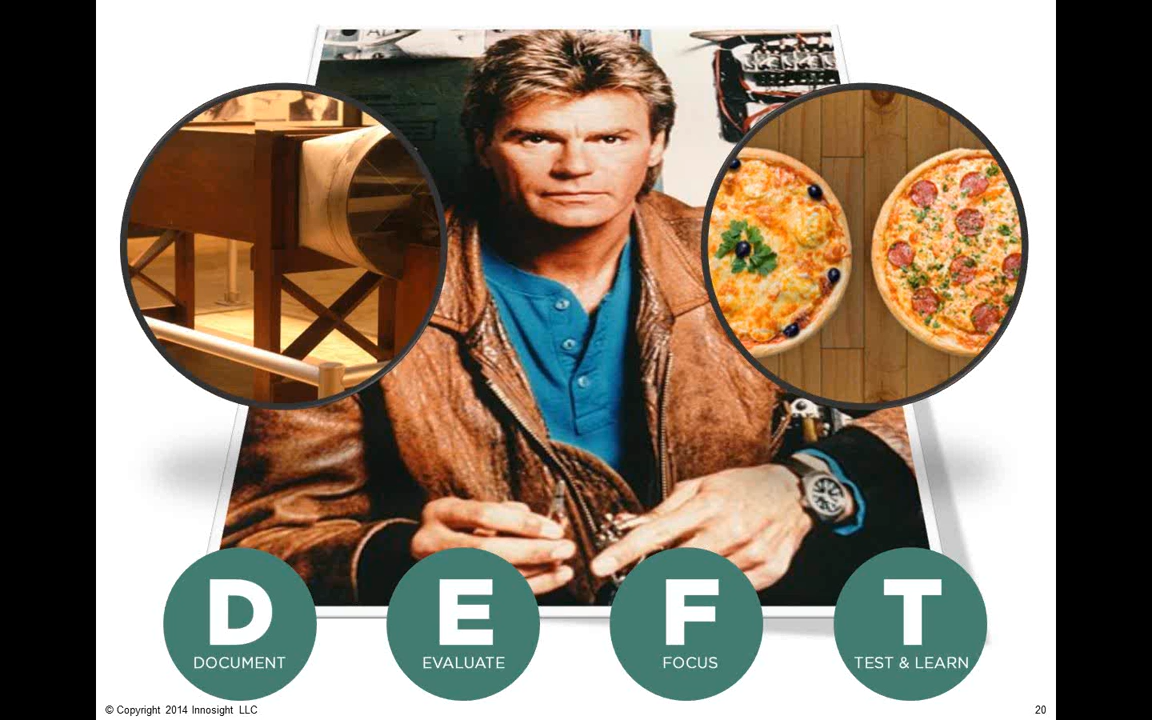 D
DOCUMENT
E
EVALUATE
F
FOCUS
T
TEST & LEARN
© Copyright 2014 Innosight LLC
20